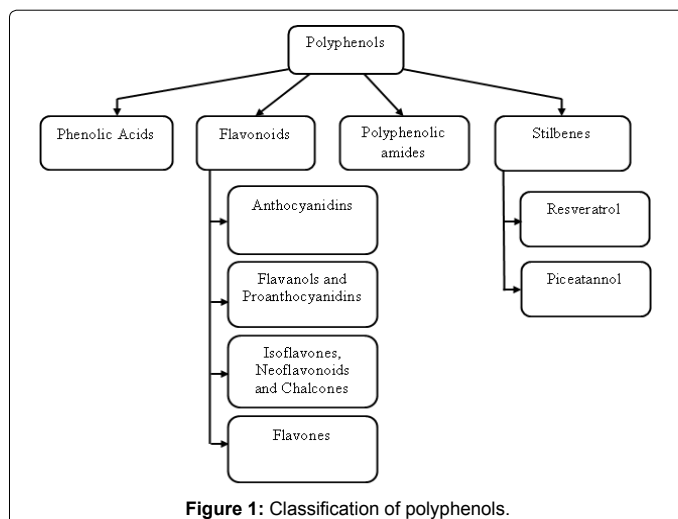 Polyphenols
Phenolic Acids
Flavonoids
Polyphenolic
amides
Stilbenes
Anthocyanidins
Flavanols and
Proanthocyanidins
Isoflavones,
Neoflavonoids
and Chalcones
Flavones
Resveratrol
Piceatannol
Figure 1: Classification of polyphenols.